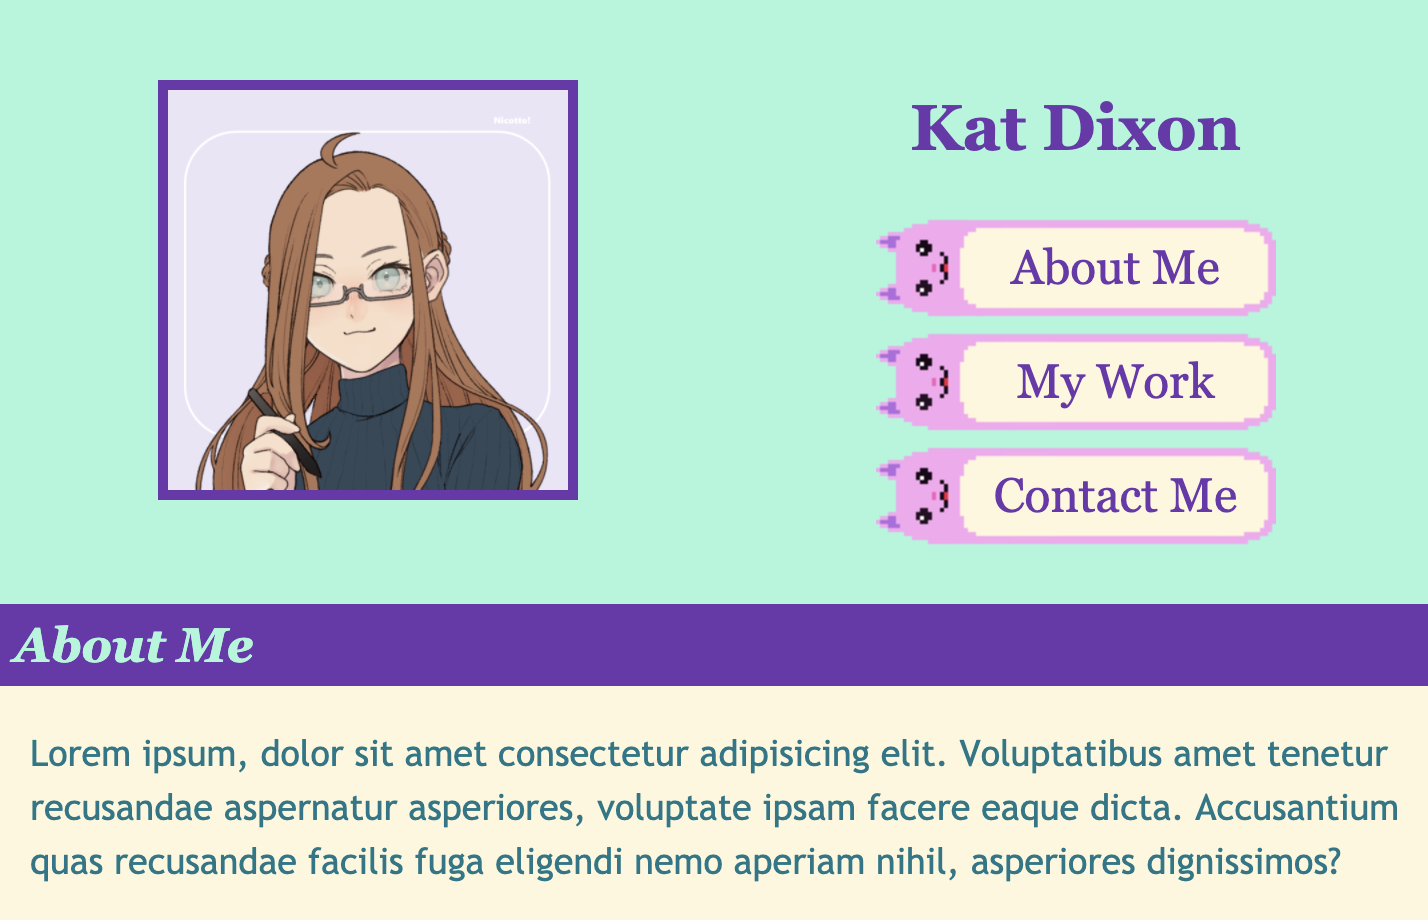 Nicotto!
Kat Dixon
About Me
My Work
Contact Me
About Me
Lorem ipsum, dolor sit amet consectetur adipisicing elit. Voluptatibus amet tenetur
recusandae aspernatur asperiores, voluptate ipsam facere eaque dicta. Accusantium
quas recusandae facilis fuga eligendi nemo aperiam nihil, asperiores dignissimos?